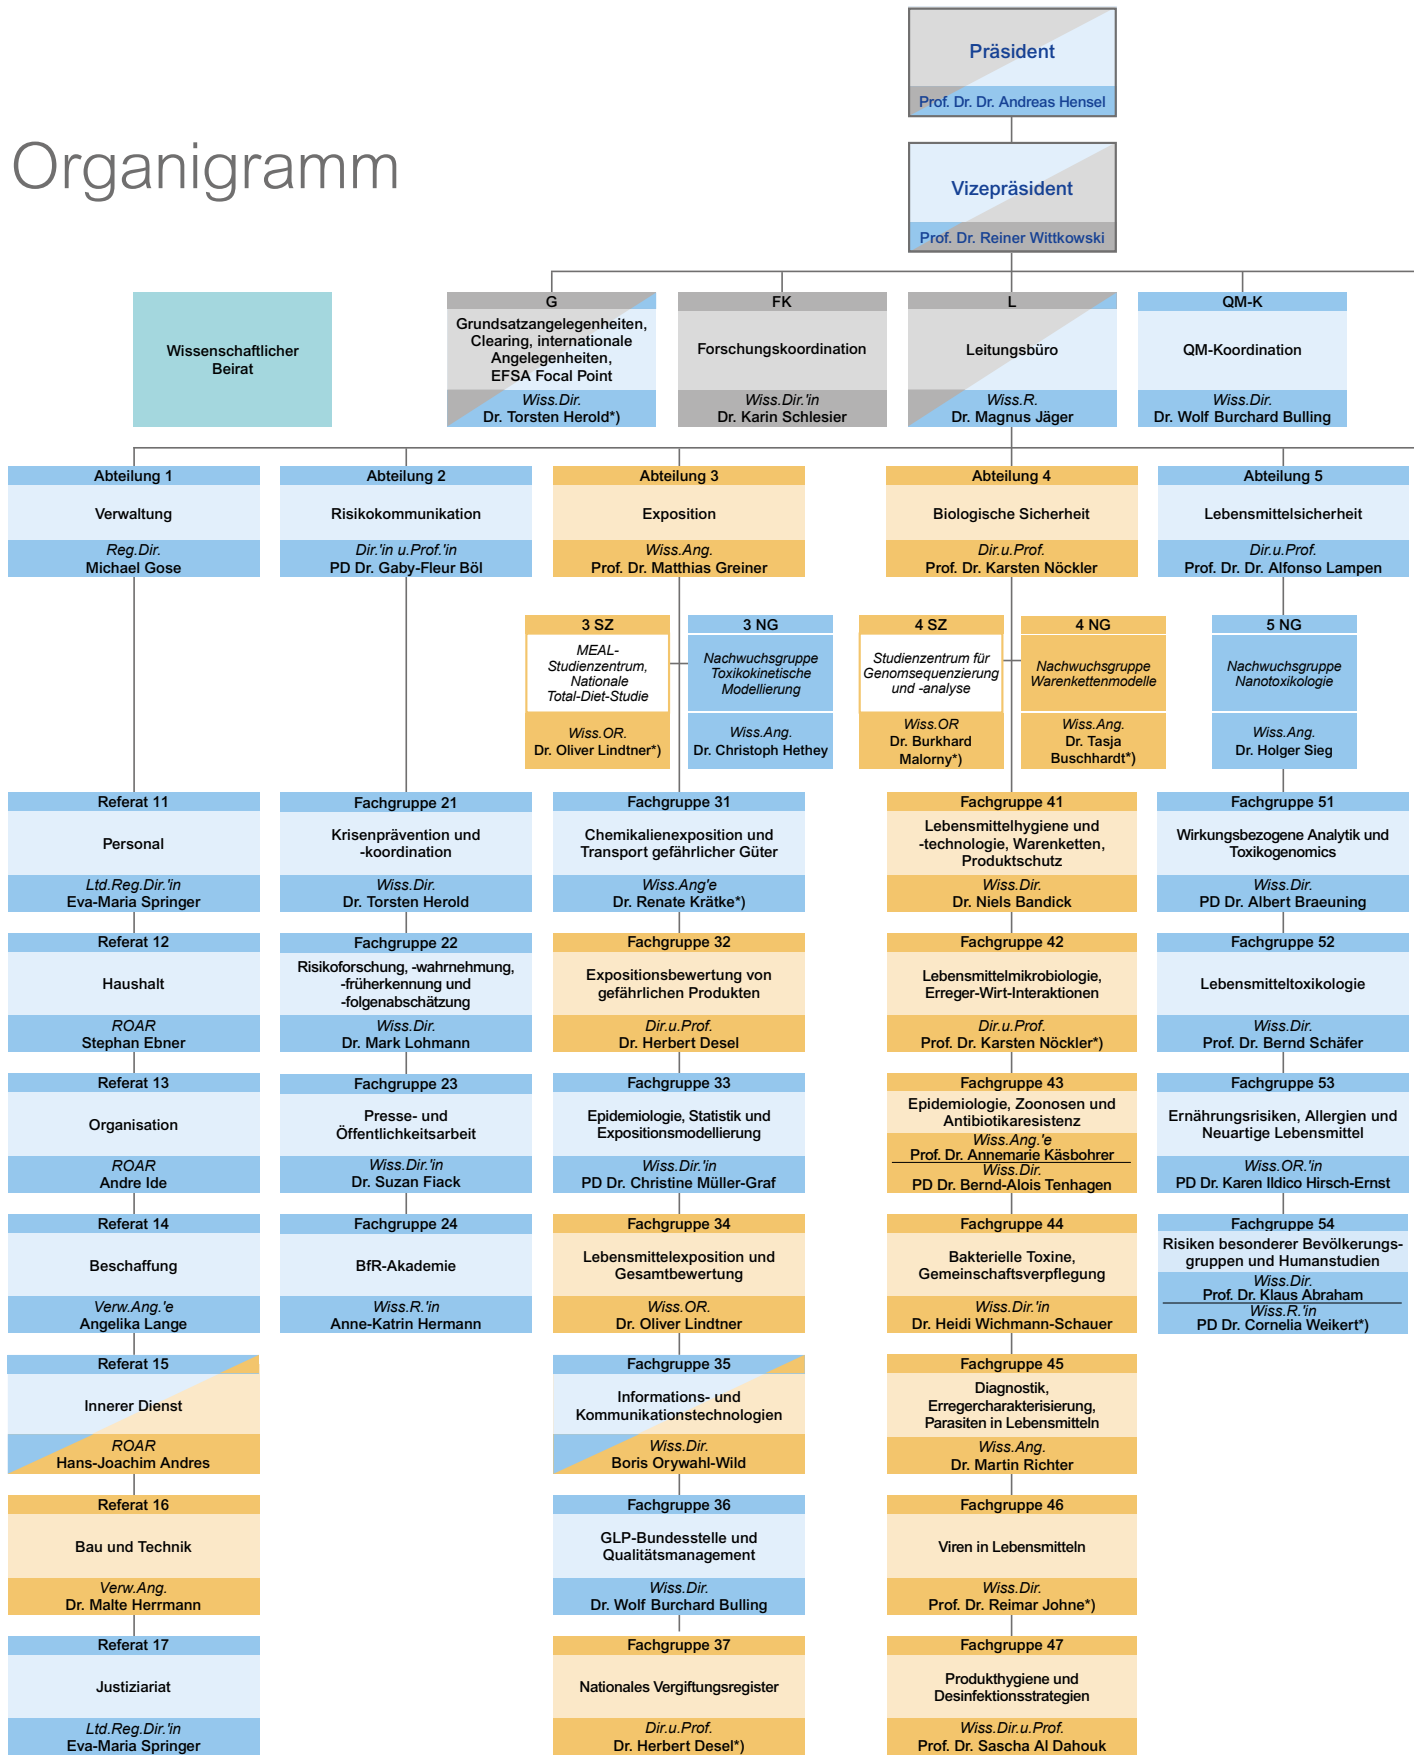 Organigramm
Präsident
Prof. Dr. Dr. Andreas Hensel
Vizepräsident
Prof. Dr. Reiner Wittkowski
Wissenschaftlicher
Beirat
G
Grundsatzangelegenheiten,
Clearing, internationale
Angelegenheiten,
EFSA Focal Point
Wiss.Dir.
Dr. Torsten Herold*)
FK
Forschungskoordination
Wiss.Dir.'in
Dr. Karin Schlesier
L
Leitungsbüro
Wiss.R.
Dr. Magnus Jäger
QM-K
QM-Koordination
Wiss.Dir.
Dr. Wolf Burchard Bulling
Abteilung 1
Verwaltung
Reg.Dir.
Michael Gose
Abteilung 2
Risikokommunikation
Dir.'in u.Prof.'in
PD Dr. Gaby-Fleur Böl
Abteilung 3
Exposition
Wiss.Ang.
Prof. Dr. Matthias Greiner
Abteilung 4
Biologische Sicherheit
Dir.u.Prof.
Prof. Dr. Karsten Nöckler
Abteilung 5
Lebensmittelsicherheit
Dir.u.Prof.
Prof. Dr. Dr. Alfonso Lampen
3 SZ
MEAL-
Studienzentrum,
Nationale
Total-Diet-Studie
Wiss.OR.
Dr. Oliver Lindtner*)
3 NG
Nachwuchsgruppe
Toxikokinetische
Modellierung
Wiss.Ang.
Dr. Christoph Hethey
4 SZ
Studienzentrum für
Genomsequenzierung
und -analyse
Wiss.OR
Dr. Burkhard
Malorny*)
4 NG
Nachwuchsgruppe
Warenkettenmodelle
Wiss.Ang.
Dr. Tasja
Buschhardt*)
5 NG
Nachwuchsgruppe
Nanotoxikologie
Wiss.Ang.
Dr. Holger Sieg
Referat 11
Personal
Ltd.Reg.Dir.'in
Eva-Maria Springer
Referat 12
Haushalt
ROAR
Stephan Ebner
Referat 13
Organisation
ROAR
Andre Ide
Referat 14
Beschaffung
Verw.Ang.'e
Angelika Lange
Referat 15
Innerer Dienst
ROAR
Hans-Joachim Andres
Referat 16
Bau und Technik
Verw.Ang.
Dr. Malte Herrmann
Referat 17
Justiziariat
Ltd.Reg.Dir.'in
Eva-Maria Springer
Fachgruppe 21
Krisenprävention und
-koordination
Wiss.Dir.
Dr. Torsten Herold
Fachgruppe 22
Risikoforschung, -wahrnehmung,
-früherkennung und
-folgenabschätzung
Wiss.Dir.
Dr. Mark Lohmann
Fachgruppe 23
Presse- und
Öffentlichkeitsarbeit
Wiss.Dir.'in
Dr. Suzan Fiack
Fachgruppe 24
BfR-Akademie
Wiss.R.'in
Anne-Katrin Hermann
Fachgruppe 31
Chemikalienexposition und
Transport gefährlicher Güter
Wiss.Ang'e
Dr. Renate Krätke*)
Fachgruppe 32
Expositionsbewertung von
gefährlichen Produkten
Dir.u.Prof.
Dr. Herbert Desel
Fachgruppe 33
Epidemiologie, Statistik und
Expositionsmodellierung
Wiss.Dir.'in
PD Dr. Christine Müller-Graf
Fachgruppe 34
Lebensmittelexposition und
Gesamtbewertung
Wiss.OR.
Dr. Oliver Lindtner
Fachgruppe 35
Informations- und
Kommunikationstechnologien
Wiss.Dir.
Boris Orywahl-Wild
Fachgruppe 36
GLP-Bundesstelle und
Qualitätsmanagement
Wiss.Dir.
Dr. Wolf Burchard Bulling
Fachgruppe 37
Nationales Vergiftungsregister
Dir.u.Prof.
Dr. Herbert Desel*)
Fachgruppe 41
Lebensmittelhygiene und
-technologie, Warenketten,
Produktschutz
Wiss.Dir.
Dr. Niels Bandick
Fachgruppe 42
Lebensmittelmikrobiologie,
Erreger-Wirt-Interaktionen
Dir.u.Prof.
Prof. Dr. Karsten Nöckler*)
Fachgruppe 43
Epidemiologie, Zoonosen und
Antibiotikaresistenz
Wiss.Ang.'e
Prof. Dr. Annemarie Käsbohrer
Wiss.Dir.
PD Dr. Bernd-Alois Tenhagen
Fachgruppe 44
Bakterielle Toxine,
Gemeinschaftsverpflegung
Wiss.Dir.'in
Dr. Heidi Wichmann-Schauer
Fachgruppe 45
Diagnostik,
Erregercharakterisierung,
Parasiten in Lebensmitteln
Wiss.Ang.
Dr. Martin Richter
Fachgruppe 46
Viren in Lebensmitteln
Wiss.Dir.
Prof. Dr. Reimar Johne*)
Fachgruppe 47
Produkthygiene und
Desinfektionsstrategien
Wiss.Dir.u.Prof.
Prof. Dr. Sascha Al Dahouk
Fachgruppe 51
Wirkungsbezogene Analytik und
Toxikogenomics
Wiss.Dir.
PD Dr. Albert Braeuning
Fachgruppe 52
Lebensmitteltoxikologie
Wiss.Dir.
Prof. Dr. Bernd Schäfer
Fachgruppe 53
Ernährungsrisiken, Allergien und
Neuartige Lebensmittel
Wiss.OR.'in
PD Dr. Karen Ildico Hirsch-Ernst
Fachgruppe 54
Risiken besonderer Bevölkerungs-
gruppen und Humanstudien
Wiss.Dir.
Prof. Dr. Klaus Abraham
Wiss.R.'in
PD Dr. Cornelia Weikert*)